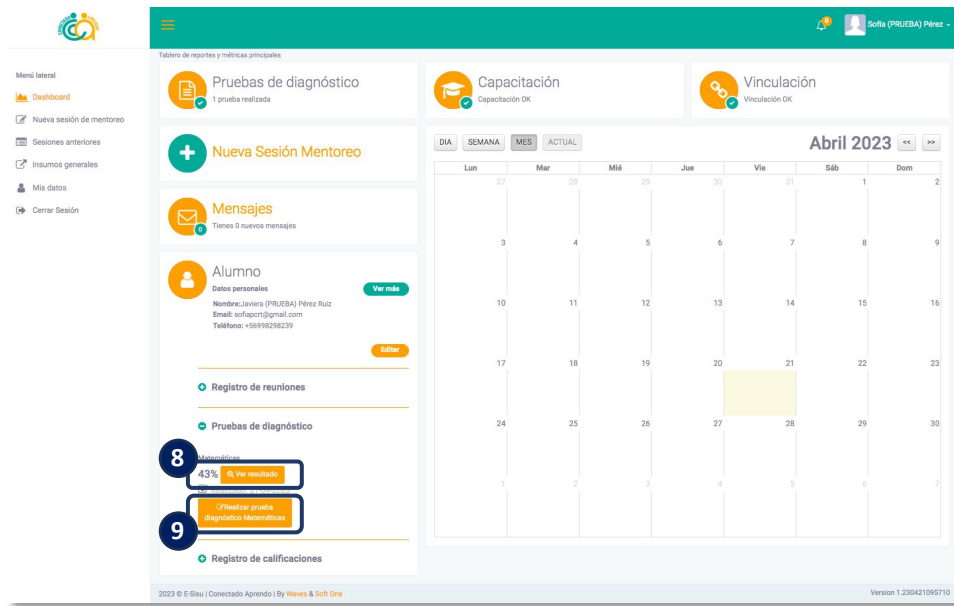 6
Sofía (PRUEBA) Pérez
Tablero de reportes y métricas principales
Menú lateral
Dashboard
Nueva sesión de mentoreo
Sesiones anteriores
Insumos generales
Mis datos
Cerrar Sesión
Pruebas de diagnóstico
1 prueba realizada
Capacitación
Capacitación OK
Vinculación
Vinculación OK
Nueva Sesión Mentoreo
Mensajes
0
Tienes 0 nuevos mensajes
Alumno
Datos personales
Ver más
Nombre:Javiera (PRUEBA) Pérez Ruiz
Email: sofiapcrt@gmail.com
Teléfono: +56998298239
Editar
Registro de reuniones
Pruebas de diagnóstico
8
Matemáticas
43% Ver resultado
9
Realizar prueba
diagnóstico Matemáticas
Registro de calificaciones
DIA SEMANA MES ACTUAL
Abril 2023 << >>
Lun Mar Mié Jue Vie Sáb Dom
27 28 29 30 31 1 2
3 4 5 6 7 8 9
10 11 12 13 14 15 16
17 18 19 20 21 22 23
24 25 26 27 28 29 30
1 2 3 4 5 6 7
2023 © E-Sisu | Conectado Aprendo | By Waves & Soft One
Version 1.230421095710